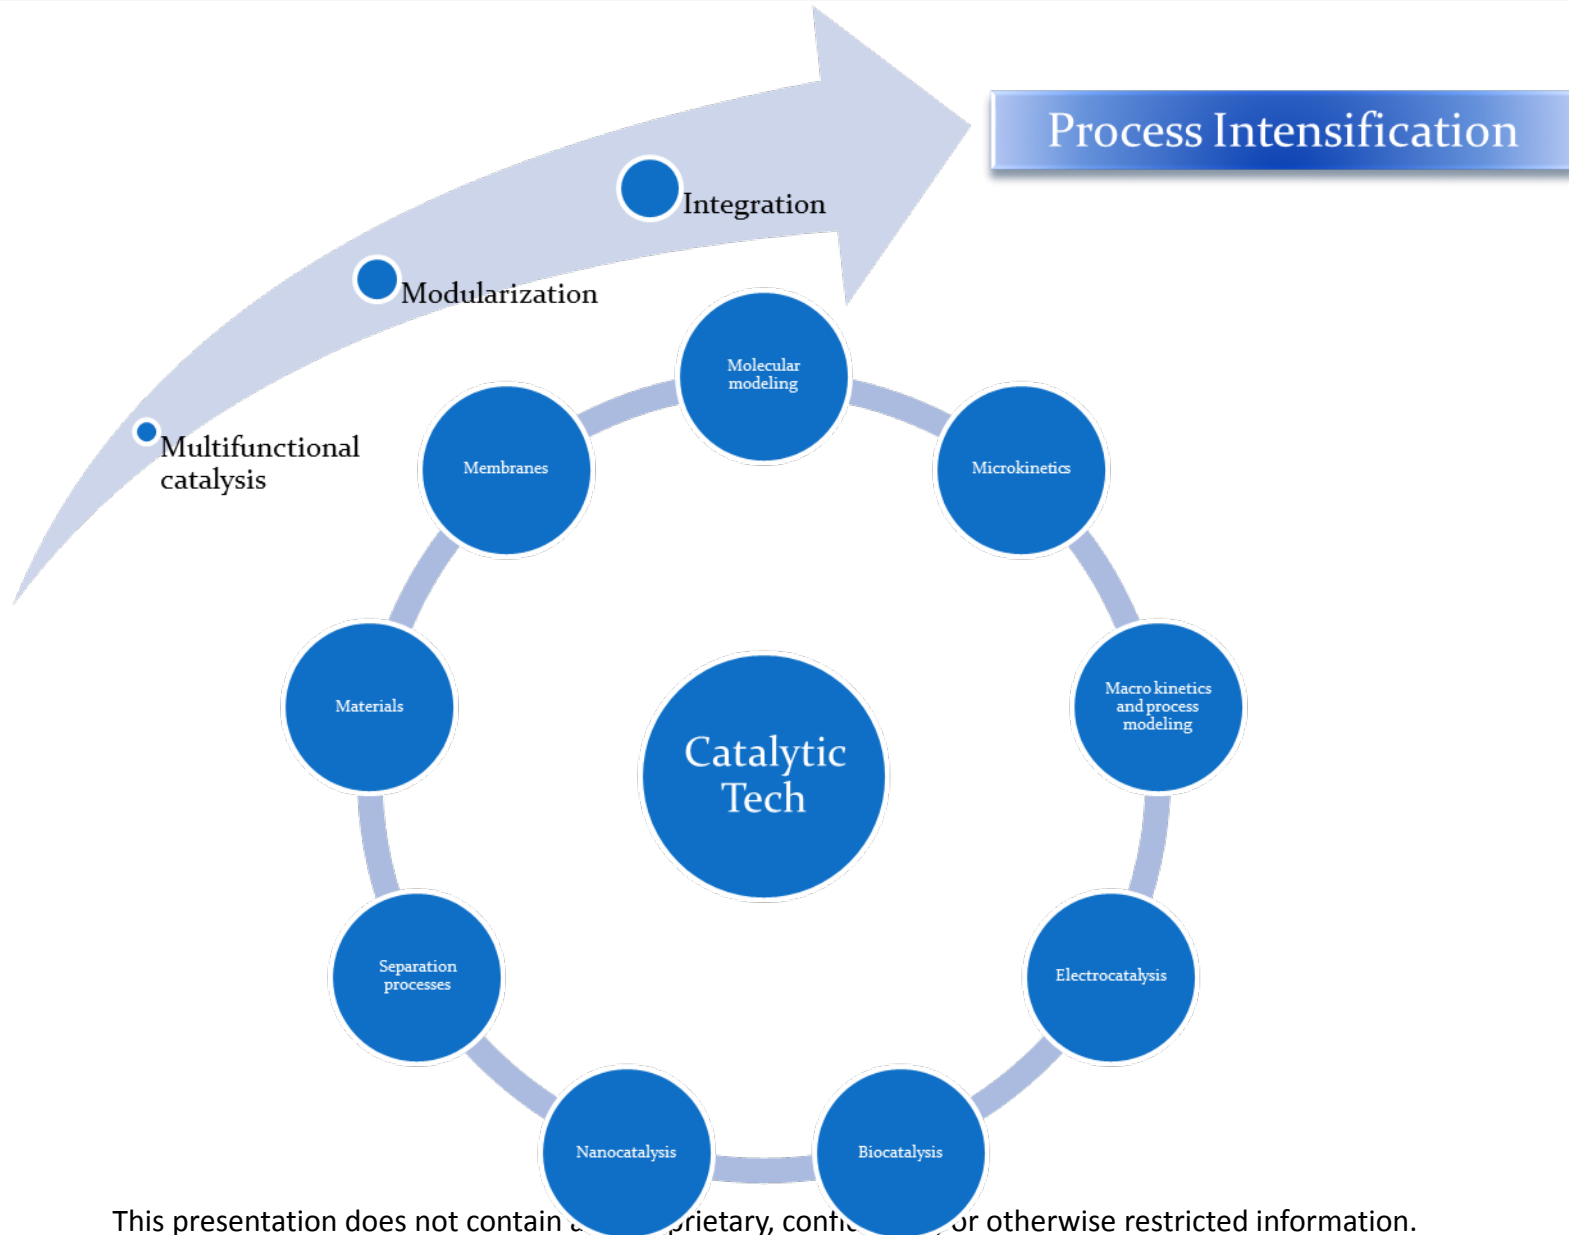 Process Intensification
Integration
Modularization
Multifunctional
catalysis
Molecular
modeling
Membranes
Microkinetics
Materials
Macro kinetics
and process
modeling
Catalytic
Tech
Separation
processes
Electrocatalysis
Nanocatalysis
Biocatalysis
This presentation does not contain or otherwise restricted information.